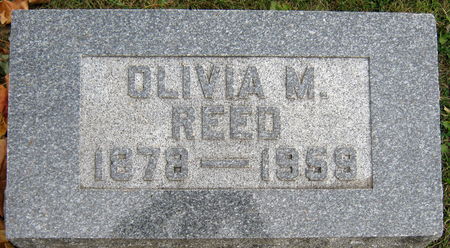 OLIVIA M.
REED
1878 — 1959